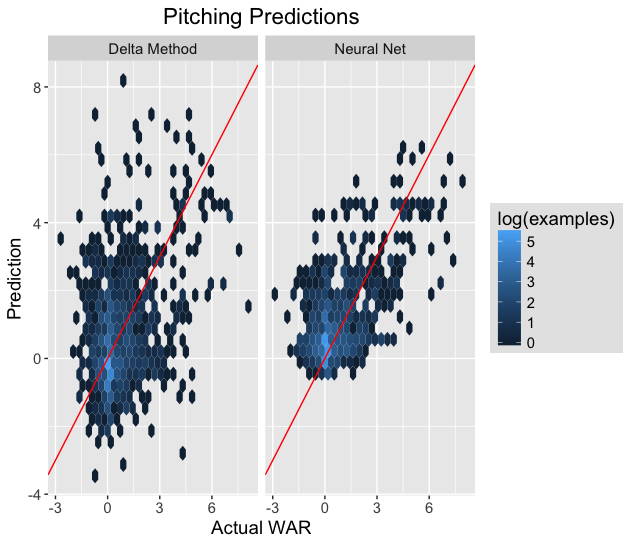 Pitching Predictions
Delta Method
Neural Net
8
4
0
-4
Prediction
-3 0 3 6
-3 0 3 6
Actual WAR
log(examples)
5
4
3
2
1
0